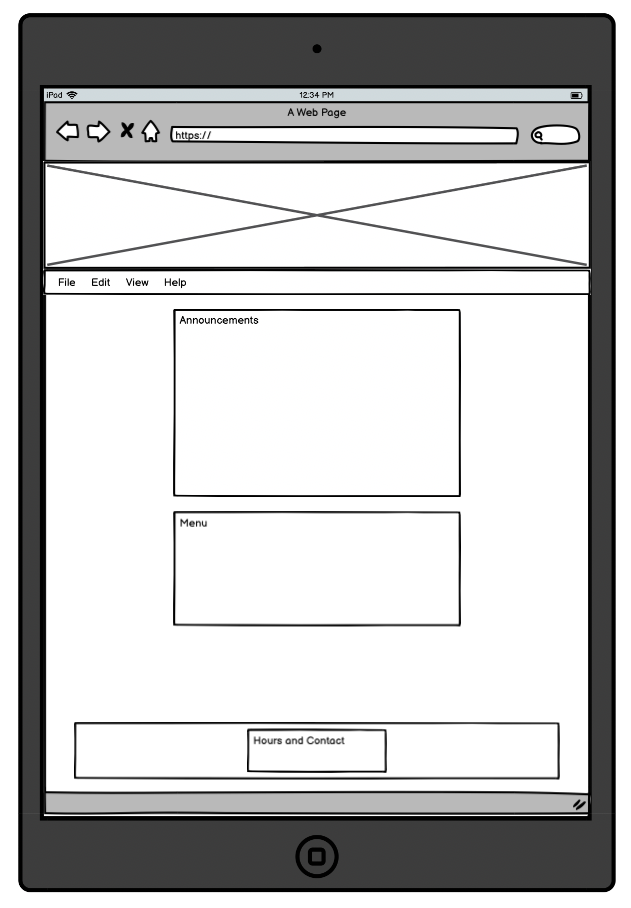 iPod 12:34 PM
A Web Page
https://
File Edit View Help
Announcements
Menu
Hours and Contact